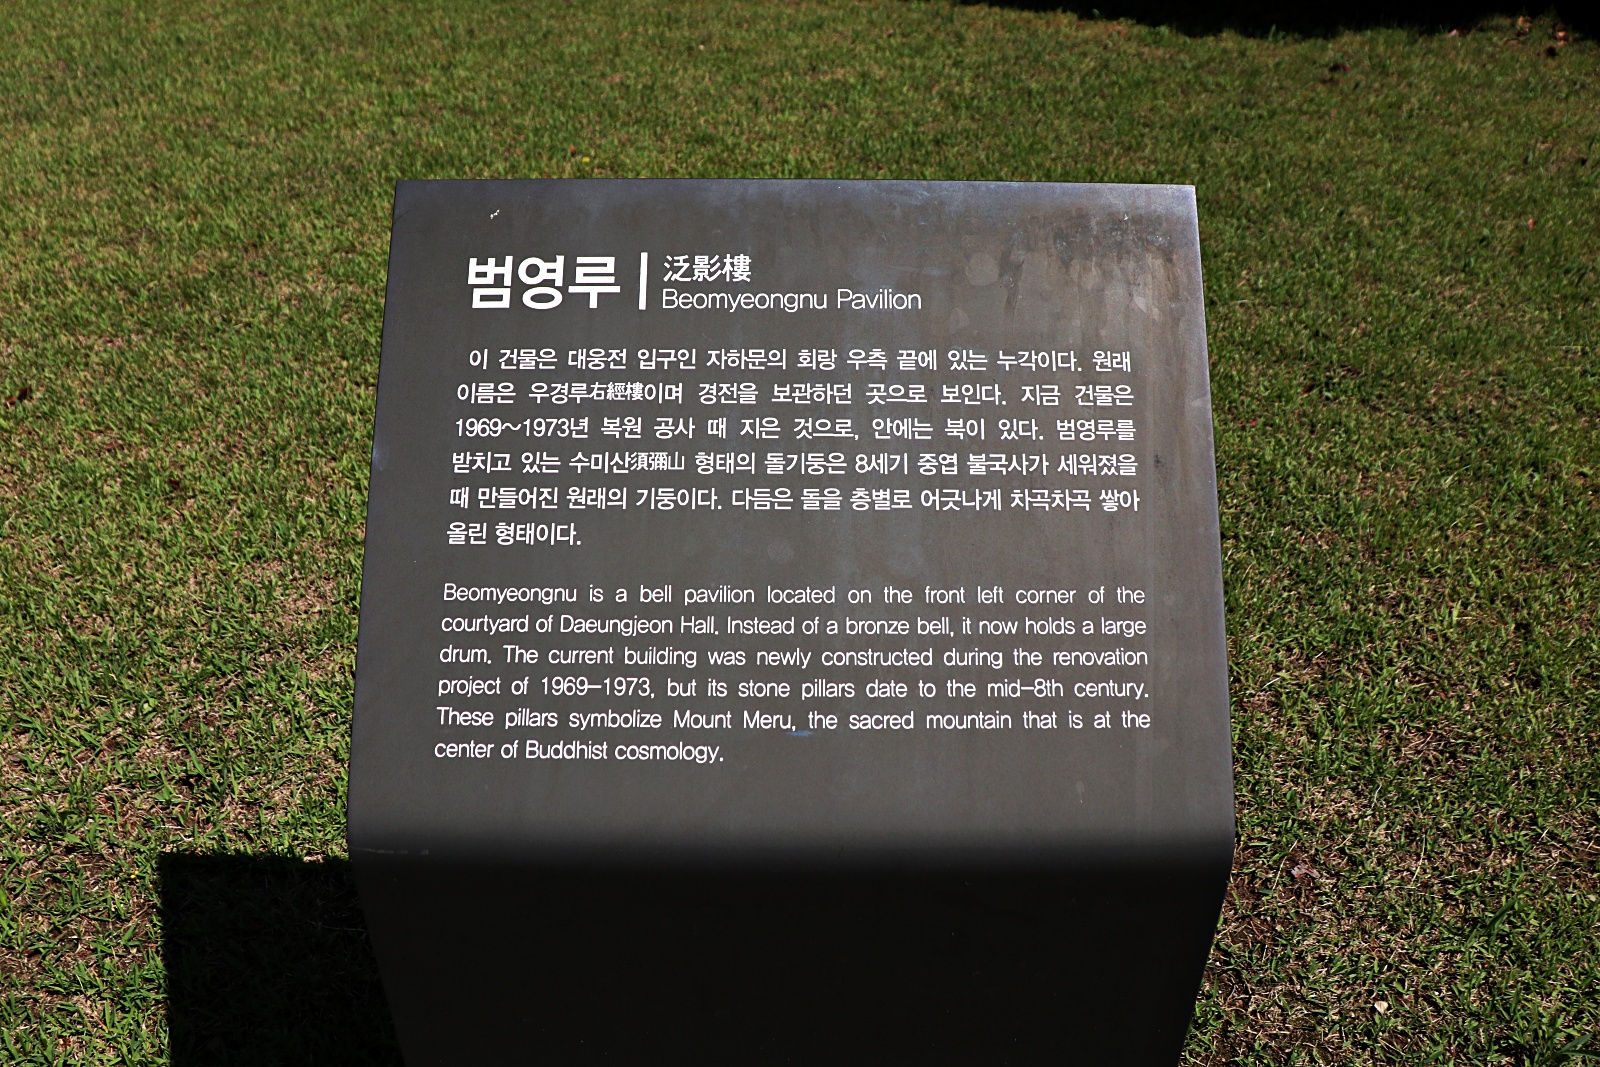 범영루
泛影樓
Beomyeongnu Pavilion
이 건물은 대웅전 입구인 자하문의 회랑 우측 끝에 있는 누각이다. 원래
이름은 우경루右經樓이며 경전을 보관하던 곳으로 보인다. 지금 건물은
1969~1973년 복원 공사 때 지은 것으로, 안에는 북이 있다. 범영루를
받치고 있는 수미산須彌山 형태의 돌기둥은 8세기 중엽 불국사가 세워졌을
때 만들어진 원래의 기둥이다. 다듬은 돌을 층별로 어긋나게 차곡차곡 쌓아
올린 형태이다.
Beomyeongnu is a bell pavilion located on the front left corner of the
courtyard of Daeungjeon Hall. Instead of a bronze bell, it now holds a large
drum. The current building was newly constructed during the renovation
project of 1969–1973, but its stone pillars date to the mid–8th century.
These pillars symbolize Mount Meru, the sacred mountain that is at the
center of Buddhist cosmology.